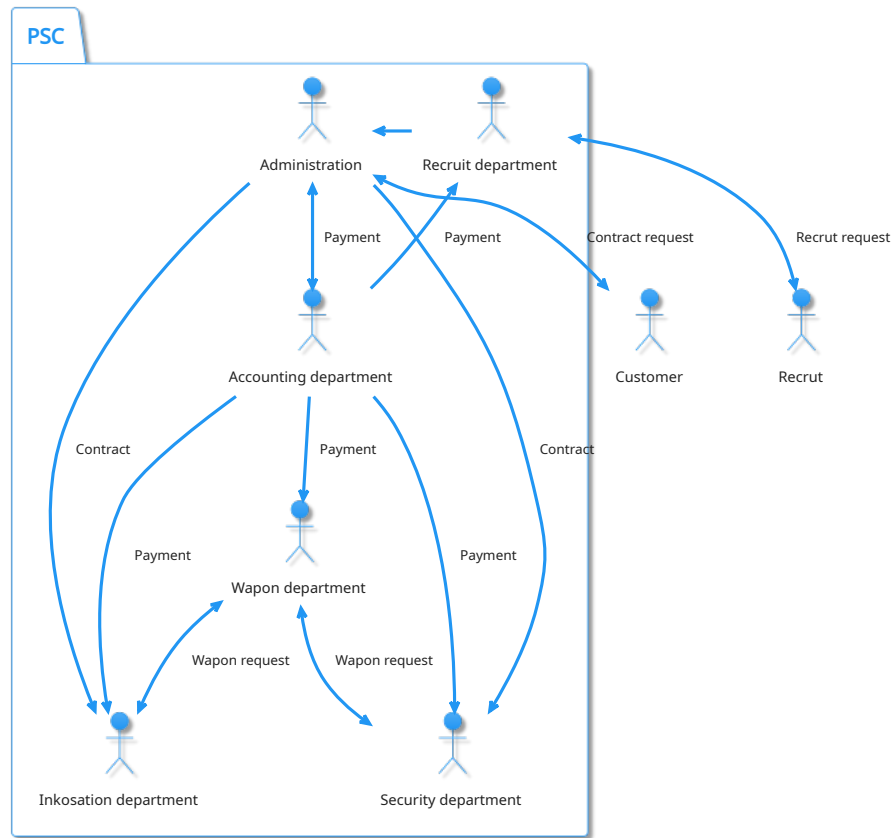 PSC
Administration
Recruit department
Payment
Payment
Contract request
Recrut request
Accounting department
Customer
Recrut
Contract
Payment
Contract
Payment
Payment
Wapon department
Wapon request
Wapon request
Inkosation department
Security department